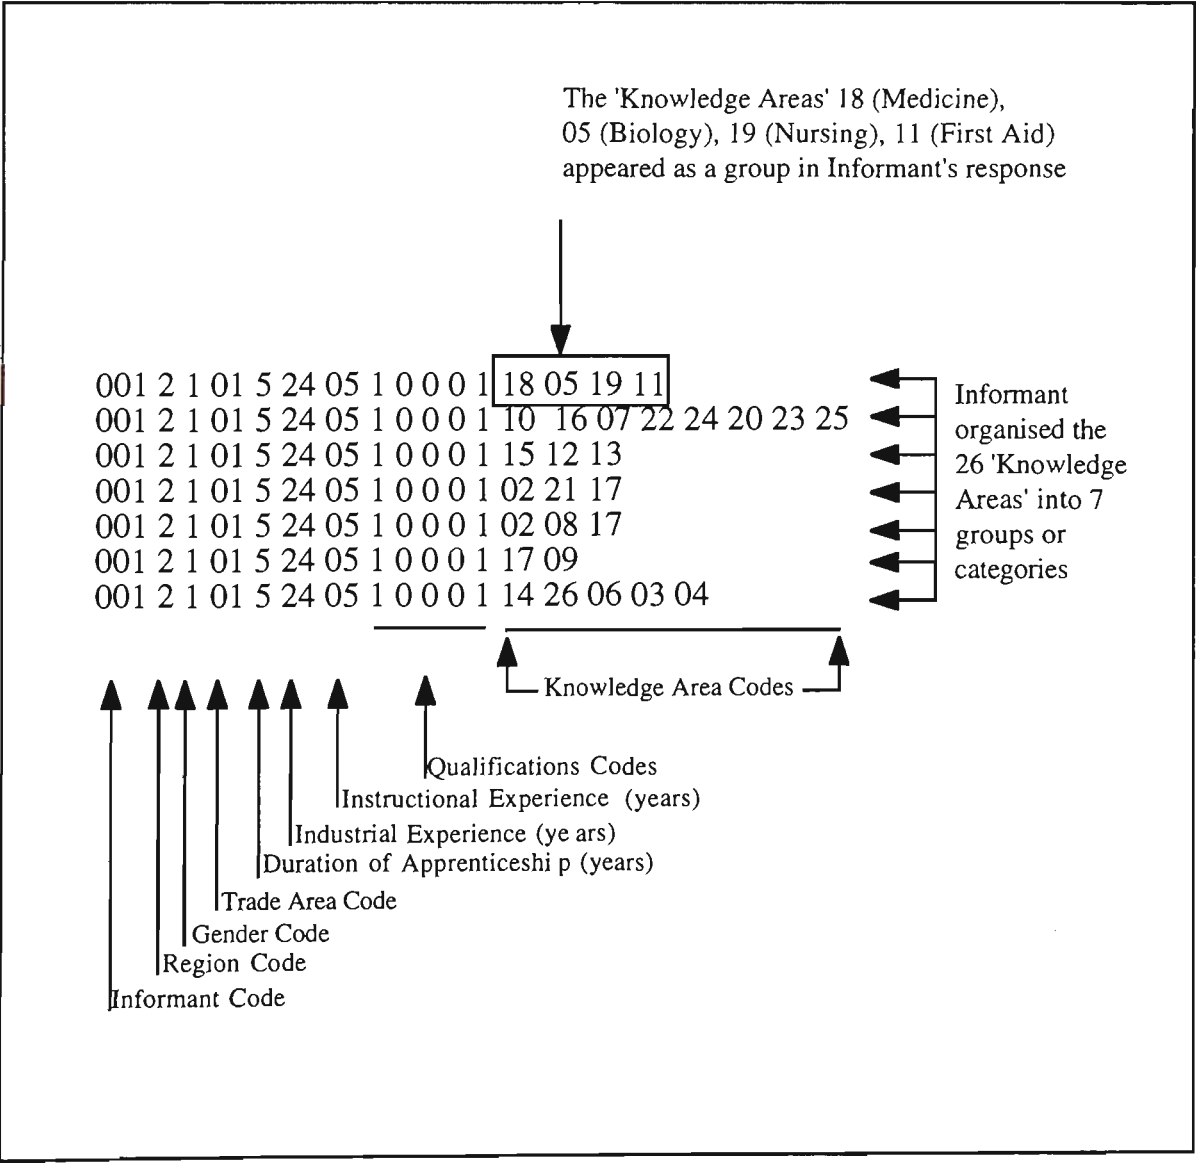 The 'Knowledge Areas' 18 (Medicine),
05 (Biology), 19 (Nursing), 11 (First Aid)
appeared as a group in Informant's response
001 2 1 01 5 24 05 1 0 0 0 1 18 05 19 11
001 2 1 01 5 24 05 1 0 0 0 1 10 16 07 22 24 20 23 25
001 2 1 01 5 24 05 1 0 0 0 1 15 12 13
001 2 1 01 5 24 05 1 0 0 0 1 02 21 17
001 2 1 01 5 24 05 1 0 0 0 1 02 08 17
001 2 1 01 5 24 05 1 0 0 0 1 17 09
001 2 1 01 5 24 05 1 0 0 0 1 14 26 06 03 04
Informant
organised the
26 'Knowledge
Areas' into 7
groups or
categories
Knowledge Area Codes
Qualifications Codes
Instructional Experience (years)
Industrial Experience (ye ars)
Duration of Apprenticeshi p (years)
Trade Area Code
Gender Code
Region Code
Informant Code